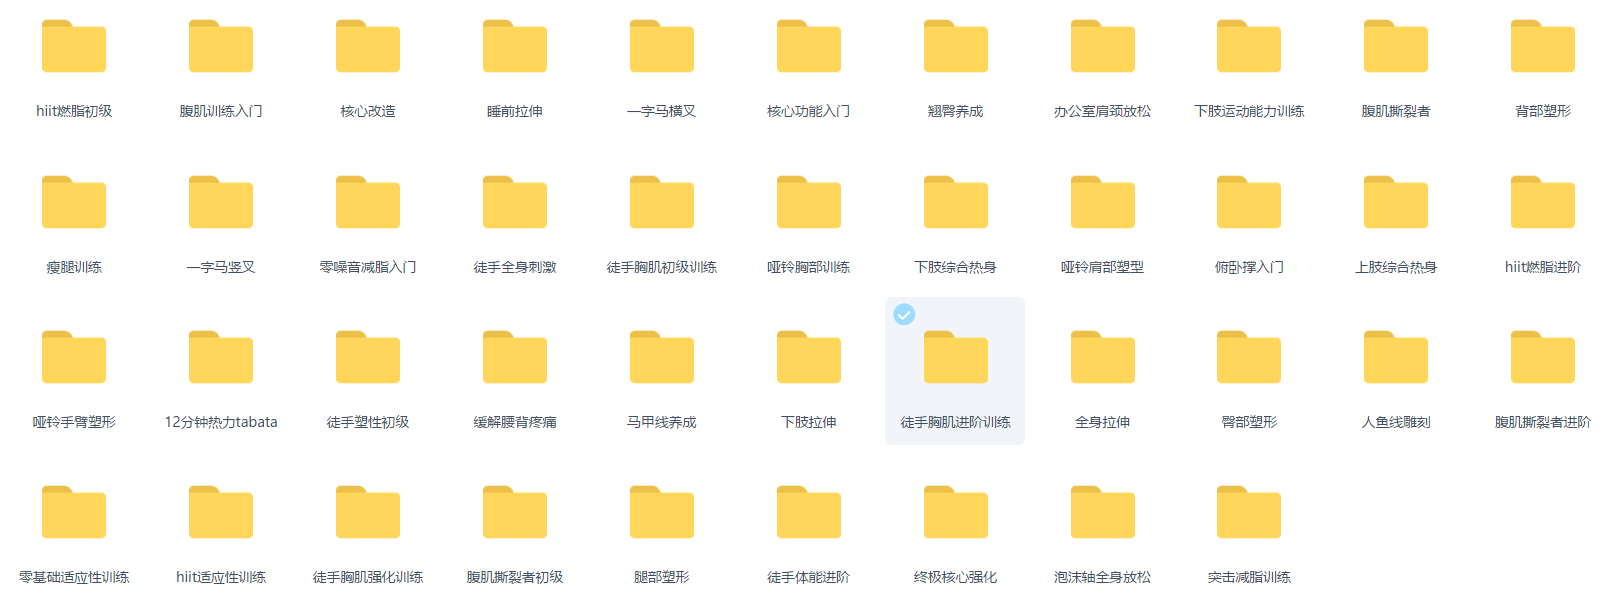 hiit燃脂初级
腹肌训练入门
核心改造
睡前拉伸
一字马横叉
核心功能入门
翘臀养成
办公室肩颈放松
下肢运动能力训练
腹肌撕裂者
背部塑形
瘦腿训练
一字马竖叉
零噪音减脂入门
徒手全身刺激
徒手胸肌初级训练
哑铃胸部训练
下肢综合热身
哑铃肩部塑型
俯卧撑入门
上肢综合热身
hiit燃脂进阶
哑铃手臂塑形
12分钟热力tabata
徒手塑性初级
缓解腰背疼痛
马甲线养成
下肢拉伸
徒手胸肌进阶训练
全身拉伸
臀部塑形
人鱼线雕刻
腹肌撕裂者进阶
零基础适应性训练
hiit适应性训练
徒手胸肌强化训练
腹肌撕裂者初级
腿部塑形
徒手体能进阶
终极核心强化
泡沫轴全身放松
突击减脂训练